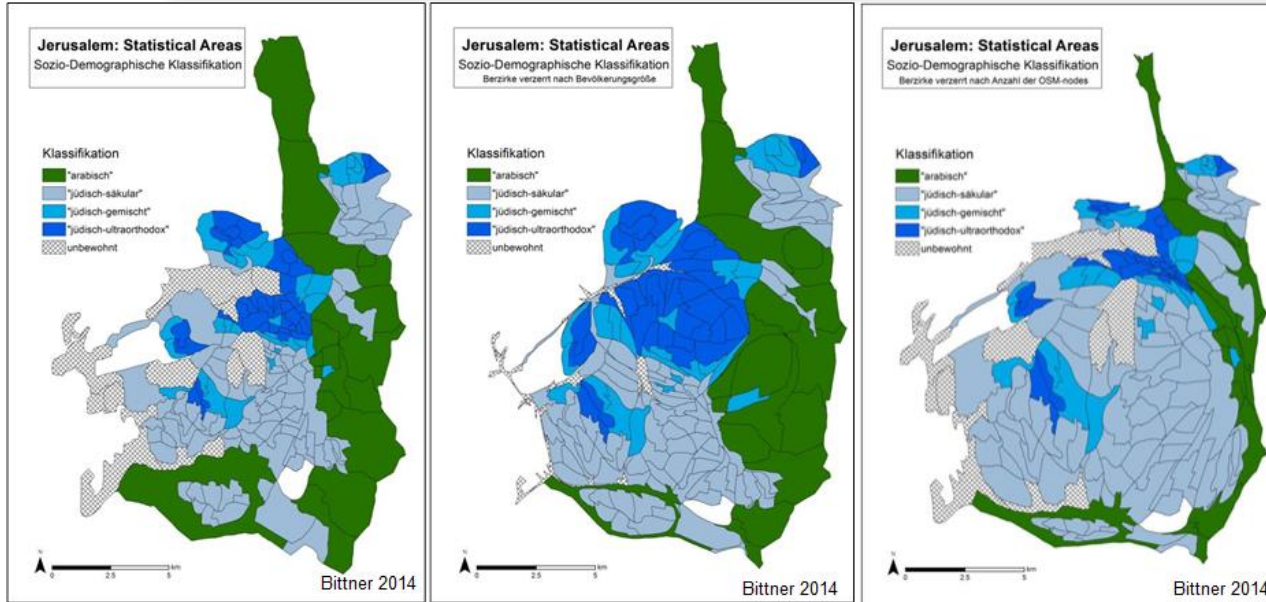 Jerusalem: Statistical Areas
Sozio-Demographische Klassifikation
Klassifikation
"arabisch"
"jüdisch-säkular"
"jüdisch-gemischt"
"jüdisch-ultraorthodox"
unbewohnt
N
0 2.5 5 km
Bittner 2014
Jerusalem: Statistical Areas
Sozio-Demographische Klassifikation
Berzirke verzerrt nach Bevölkerungsgröße
Klassifikation
"arabisch"
"jüdisch-säkular"
"jüdisch-gemischt"
"jüdisch-ultraorthodox"
unbewohnt
N
0 2.5 5 km
Bittner 2014
Jerusalem: Statistical Areas
Sozio-Demographische Klassifikation
Berzirke verzerrt nach Anzahl der OSM-nodes
Klassifikation
"arabisch"
"jüdisch-säkular"
"jüdisch-gemischt"
"jüdisch-ultraorthodox"
unbewohnt
N
0 2.5 5 km
Bittner 2014